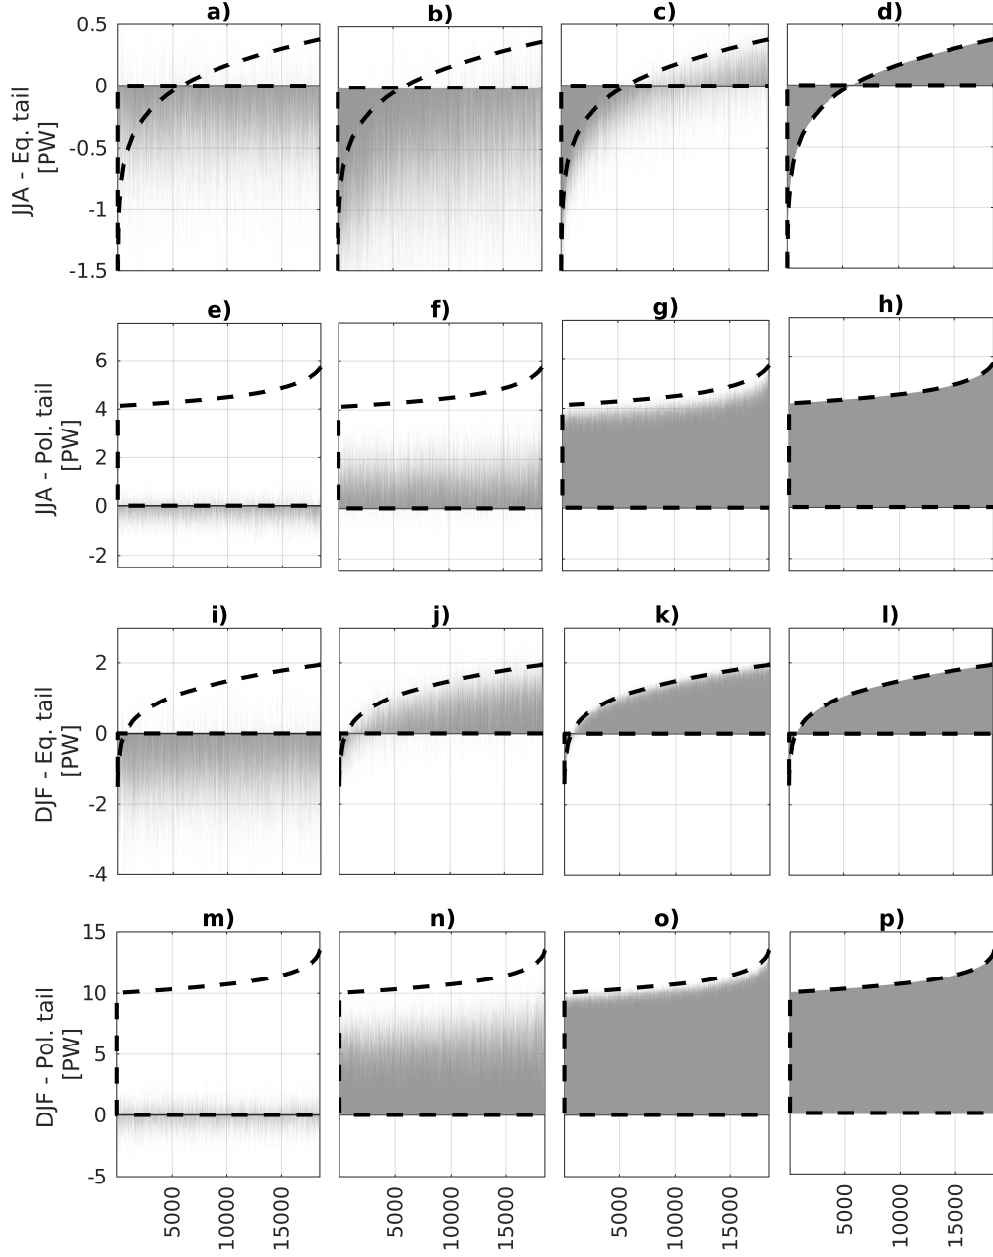 a) b) c) d)
JJA - Eq. tail
[PW]
0.5
0
-0.5
-1
-1.5
e) f) g) h)
JJA - Pol. tail
[PW]
6
4
2
0
-2
i) j) k) l)
DJF - Eq. tail
[PW]
2
0
-2
-4
m) n) o) p)
DJF - Pol. tail
[PW]
15
10
5
0
-5
5000 10000 15000 5000 10000 15000 5000 10000 15000 5000 10000 15000